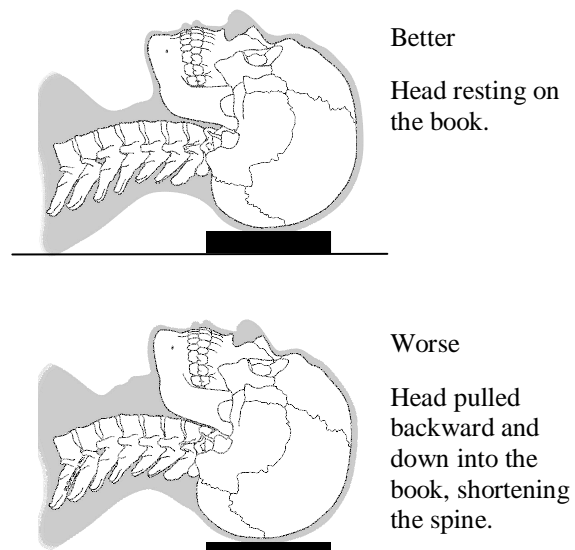 Better
Head resting on
the book.
Worse
Head pulled
backward and
down into the
book, shortening
the spine.